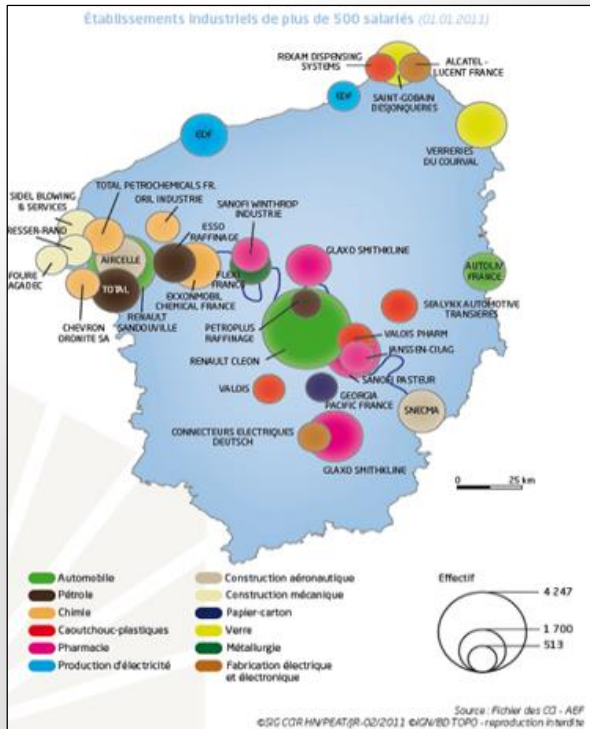 Établissements industriels de plus de 500 salariés (01.01.2011)
REXAM DISPENSING
SYSTEMS
ALCATEL -
LUCENT FRANCE
EDF
SAINT-GOBAIN
DESJONQUERES
EDF
VERRERIES
DU COURVAL
TOTAL PETROCHEMICALS FR.
SIDEL BLOWING
& SERVICES
ORIL INDUSTRIE
SANOFI WINTHROP
INDUSTRIE
RESSER-RAND
ESSO
RAFFINAGE
GLAXO SMITHKLINE
AIRCELLE
FOURE
AGADEC
TOTAL
FLEXI
FRANCE
AUTOLIV
FRANCE
EXXONMOBIL
CHEMICAL FRANCE
RENAULT
SANDOUVILLE
CHEVRON
ORONITE SA
PETROPLUS
RAFFINAGE
SEALYNX AUTOMOTIVE
TRANSIERES
VALOIS PHARM
RENAULT CLEON
JANSSEN-CILAG
SANOFI PASTEUR
VALOIS
GEORGIA
PACIFIC FRANCE
SNECMA
CONNECTEURS ELECTRIQUES
DEUTSCH
GLAXO SMITHKLINE
0 25 km
Automobile
Pétrole
Chimie
Caoutchouc-plastiques
Pharmacie
Production d'électricité
Construction aéronautique
Construction mécanique
Papier-carton
Verre
Métallurgie
Fabrication électrique
et électronique
Effectif
4 247
1 700
513
Source : Fichier des CCI - AEF
©SIG CCIR HN/PEAT/JR-02/2011 ©IGN/BD TOPO - reproduction interdite